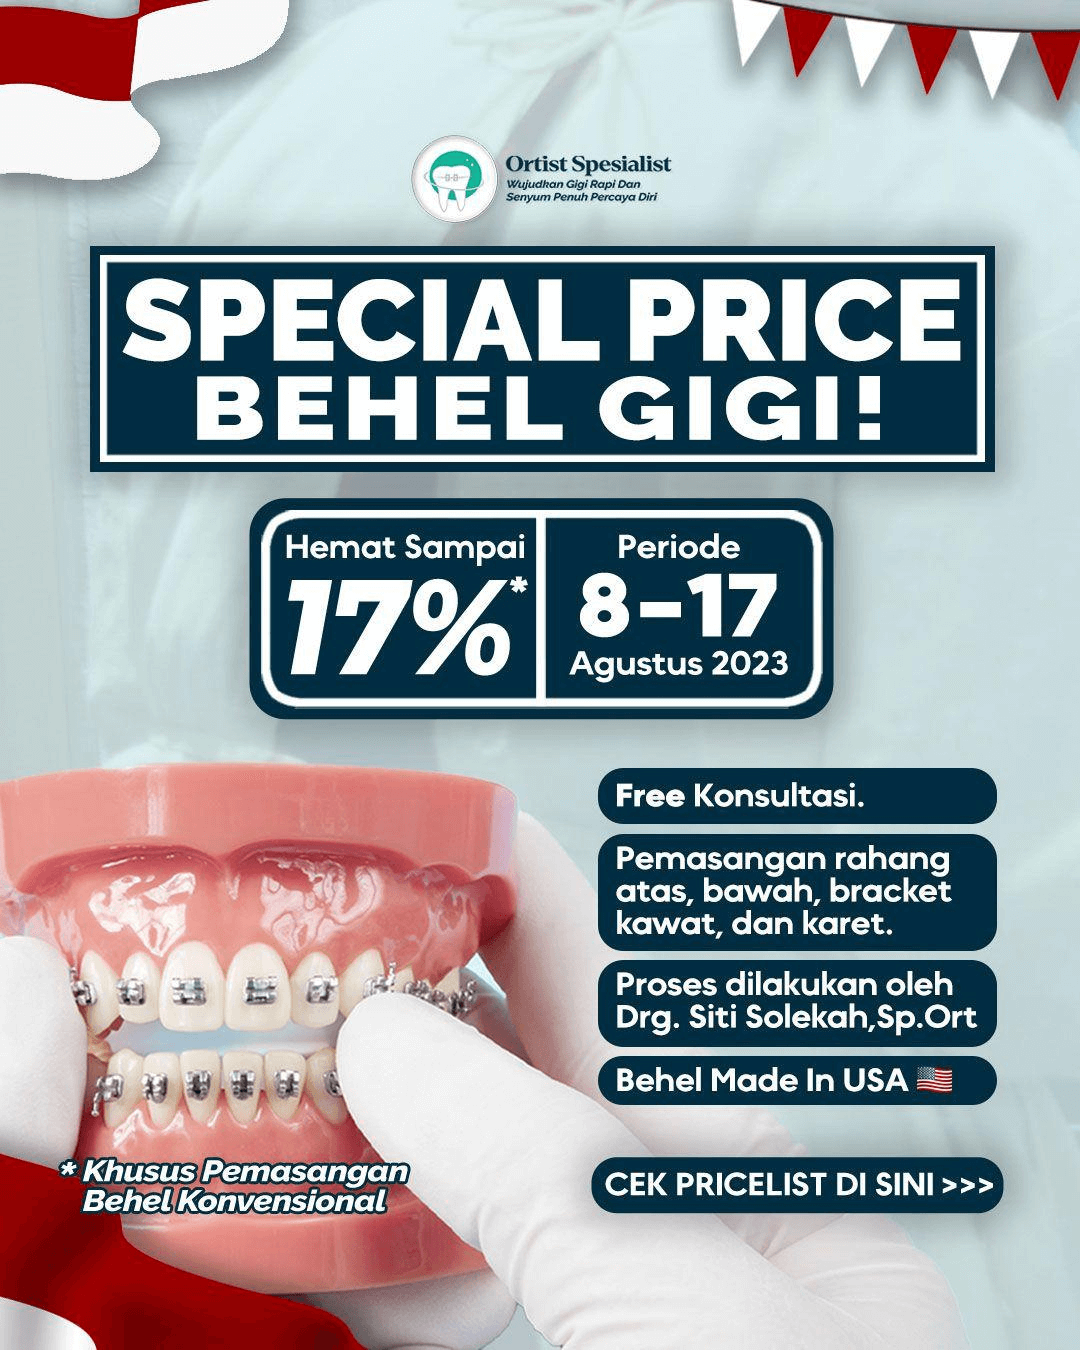 Ortist Spesialist
Wujudkan Gigi Rapi Dan
Senyum Penuh Percaya Diri
SPECIAL PRICE
BEHEL GIGI!
Hemat Sampai
17%*
Periode
8-17
Agustus 2023
Free Konsultasi.
Pemasangan rahang
atas, bawah, bracket
kawat, dan karet.
Proses dilakukan oleh
Drg. Siti Solekah,Sp.Ort
Behel Made In USA 🇺🇸
* Khusus Pemasangan
Behel Konvensional
CEK PRICELIST DI SINI >>>